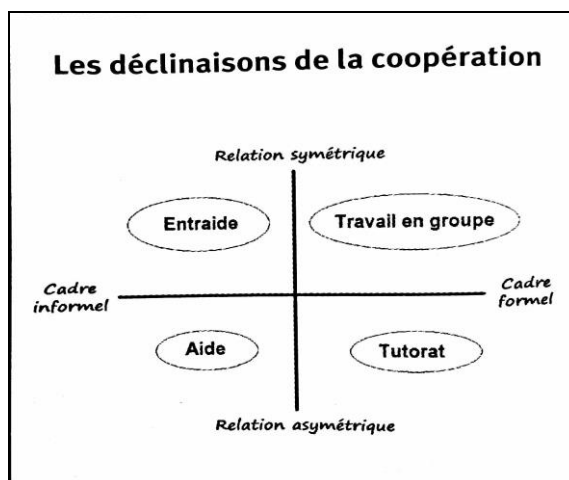 Les déclinaisons de la coopération
Relation symétrique
Entraide
Travail en groupe
Cadre
informel
Cadre
formel
Aide
Tutorat
Relation asymétrique